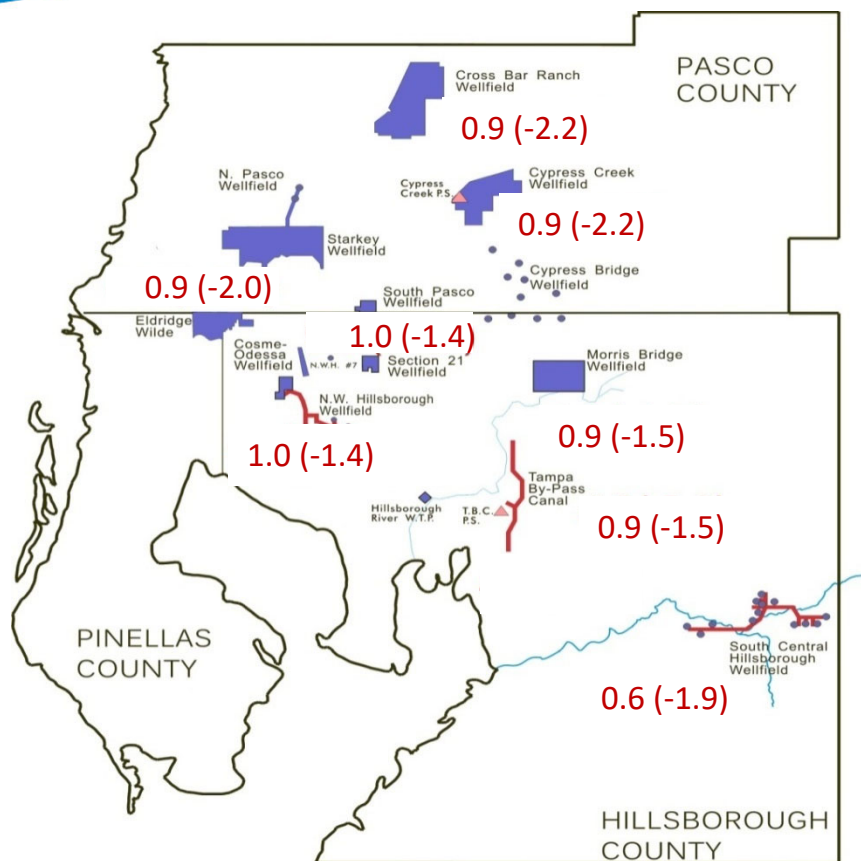 PASCO
COUNTY
Cross Bar Ranch
Wellfield
0.9 (-2.2)
N. Pasco
Wellfield
Cypress
Creek P.S.
Cypress Creek
Wellfield
0.9 (-2.2)
Starkey
Wellfield
Cypress Bridge
Wellfield
0.9 (-2.0)
South Pasco
Wellfield
Eldridge
Wilde
1.0 (-1.4)
Cosme-
Odessa
Wellfield
N.W.H. #7
Section 21
Wellfield
Morris Bridge
Wellfield
N.W. Hillsborough
Wellfield
1.0 (-1.4)
0.9 (-1.5)
Tampa
By-Pass
Canal
Hillsborough
River W.T.P.
T.B.C.
P.S.
0.9 (-1.5)
PINELLAS
COUNTY
South Central
Hillsborough
Wellfield
0.6 (-1.9)
HILLSBOROUGH
COUNTY